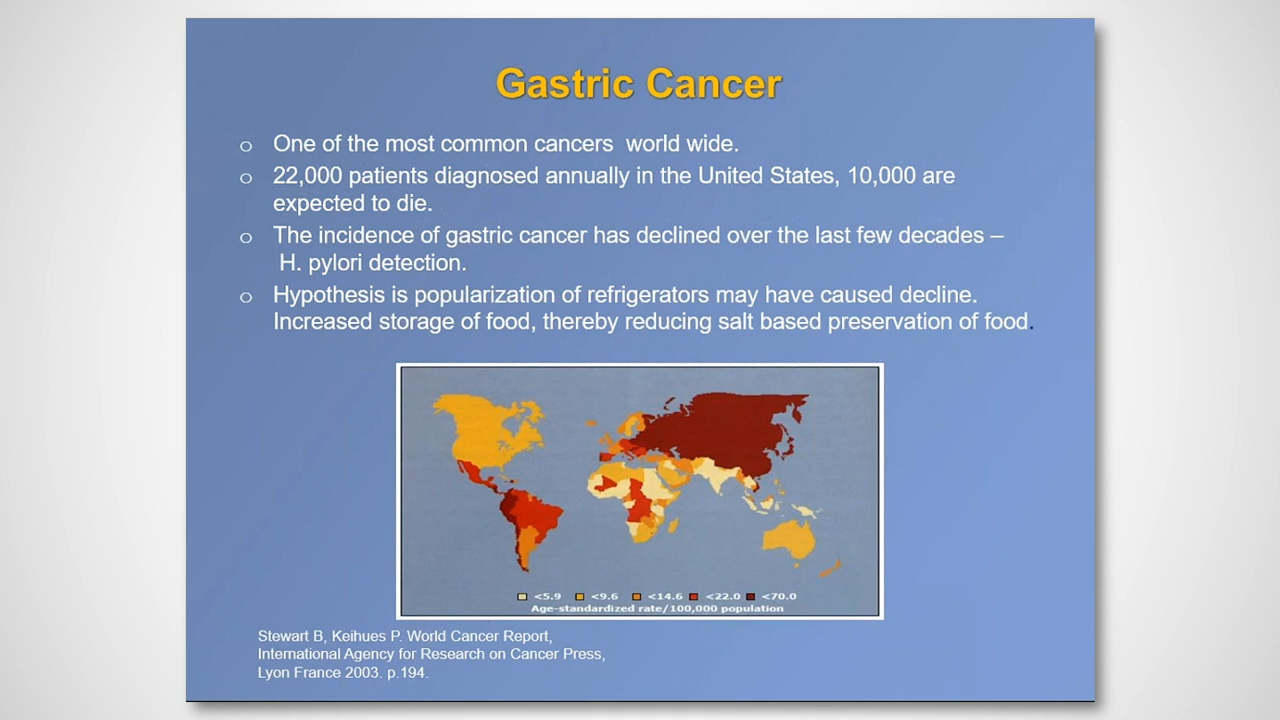 Gastric Cancer
o One of the most common cancers world wide.
o 22,000 patients diagnosed annually in the United States, 10,000 are
expected to die.
o The incidence of gastric cancer has declined over the last few decades –
H. pylori detection.
o Hypothesis is popularization of refrigerators may have caused decline.
Increased storage of food, thereby reducing salt based preservation of food.
<5.9 <9.6 <14.6 <22.0 <70.0
Age-standardized rate/100,000 population
Stewart B, Keihues P. World Cancer Report,
International Agency for Research on Cancer Press,
Lyon France 2003. p.194.